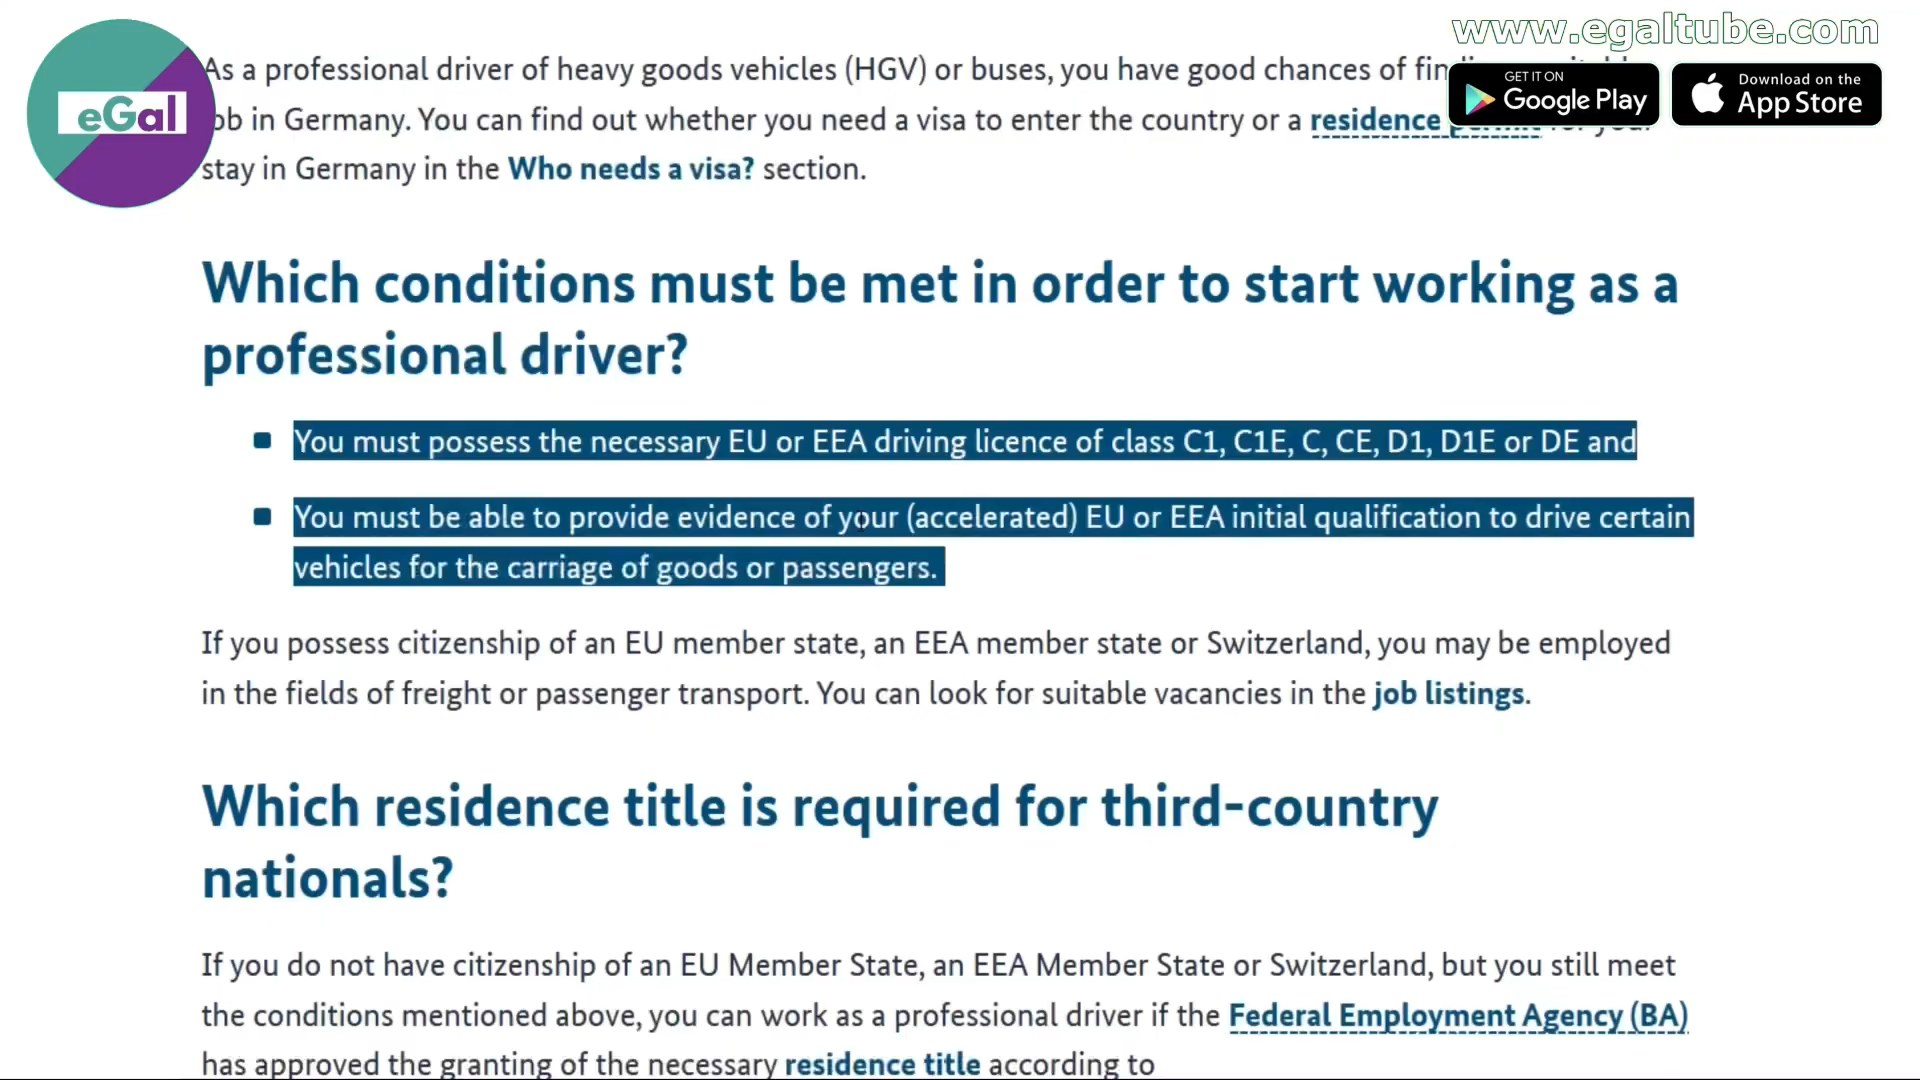 www.egaltube.com
GET IT ON
Google Play
Download on the
App Store
eGal
As a professional driver of heavy goods vehicles (HGV) or buses, you have good chances of
in Germany. You can find out whether you need a visa to enter the country or a residence
stay in Germany in the Who needs a visa? section.
Which conditions must be met in order to start working as a
professional driver?
You must possess the necessary EU or EEA driving licence of class C1, C1E, C, CE, D1, D1E or DE and
You must be able to provide evidence of your (accelerated) EU or EEA initial qualification to drive certain
vehicles for the carriage of goods or passengers.
If you possess citizenship of an EU member state, an EEA member state or Switzerland, you may be employed
in the fields of freight or passenger transport. You can look for suitable vacancies in the job listings.
Which residence title is required for third-country
nationals?
If you do not have citizenship of an EU Member State, an EEA Member State or Switzerland, but you still meet
the conditions mentioned above, you can work as a professional driver if the Federal Employment Agency (BA)
has approved the granting of the necessary residence title according to